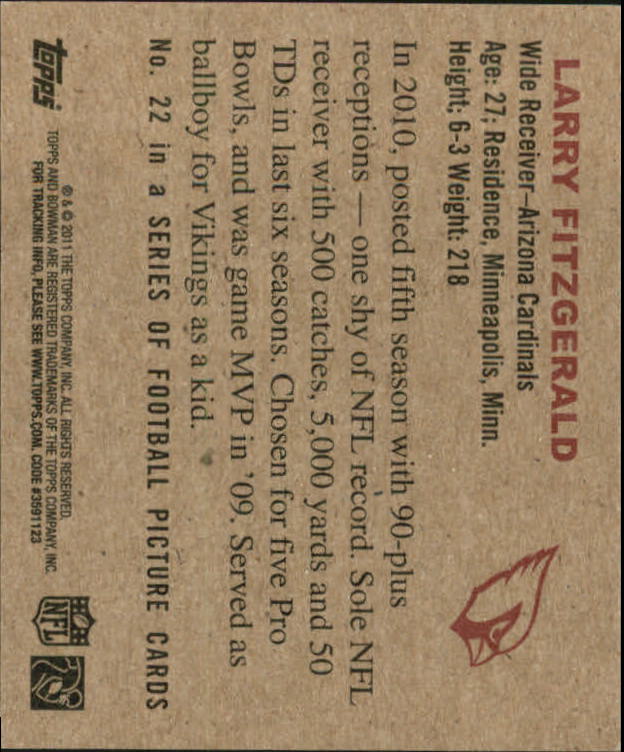 LARRY FITZGERALD
Wide Receiver–Arizona Cardinals
Age: 27; Residence, Minneapolis, Minn.
Height; 6-3 Weight: 218
In 2010, posted fifth season with 90-plus
receptions — one shy of NFL record. Sole NFL
receiver with 500 catches, 5,000 yards and 50
TDs in last six seasons. Chosen for five Pro
Bowls, and was game MVP in '09. Served as
ballboy for Vikings as a kid.
No. 22 in a SERIES OF FOOTBALL PICTURE CARDS
topps
® & © 2011 THE TOPPS COMPANY, INC. ALL RIGHTS RESERVED.
TOPPS AND BOWMAN ARE REGISTERED TRADEMARKS OF THE TOPPS COMPANY, INC.
FOR TRACKING INFO, PLEASE SEE WWW.TOPPS.COM. CODE #3591123
NFL